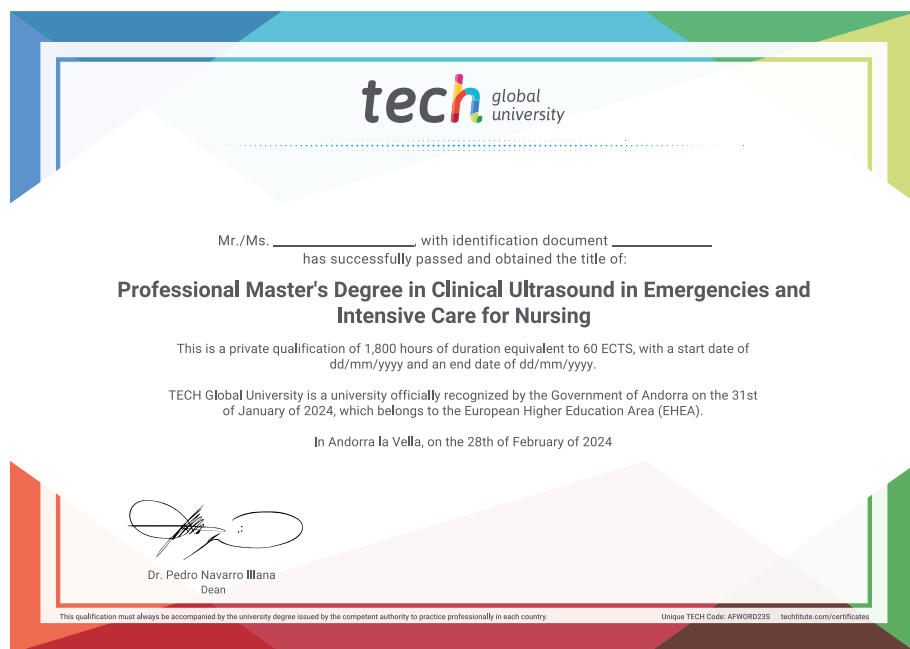 tech global
university
Mr./Ms. ____________, with identification document ____________
has successfully passed and obtained the title of:
Professional Master's Degree in Clinical Ultrasound in Emergencies and
Intensive Care for Nursing
This is a private qualification of 1,800 hours of duration equivalent to 60 ECTS, with a start date of
dd/mm/yyyy and an end date of dd/mm/yyyy.
TECH Global University is a university officially recognized by the Government of Andorra on the 31st
of January of 2024, which belongs to the European Higher Education Area (EHEA).
In Andorra la Vella, on the 28th of February of 2024
Dr. Pedro Navarro Illana
Dean
This qualification must always be accompanied by the university degree issued by the competent authority to practice professionally in each country.
Unique TECH Code: AFWORD23S techtitute.com/certificates